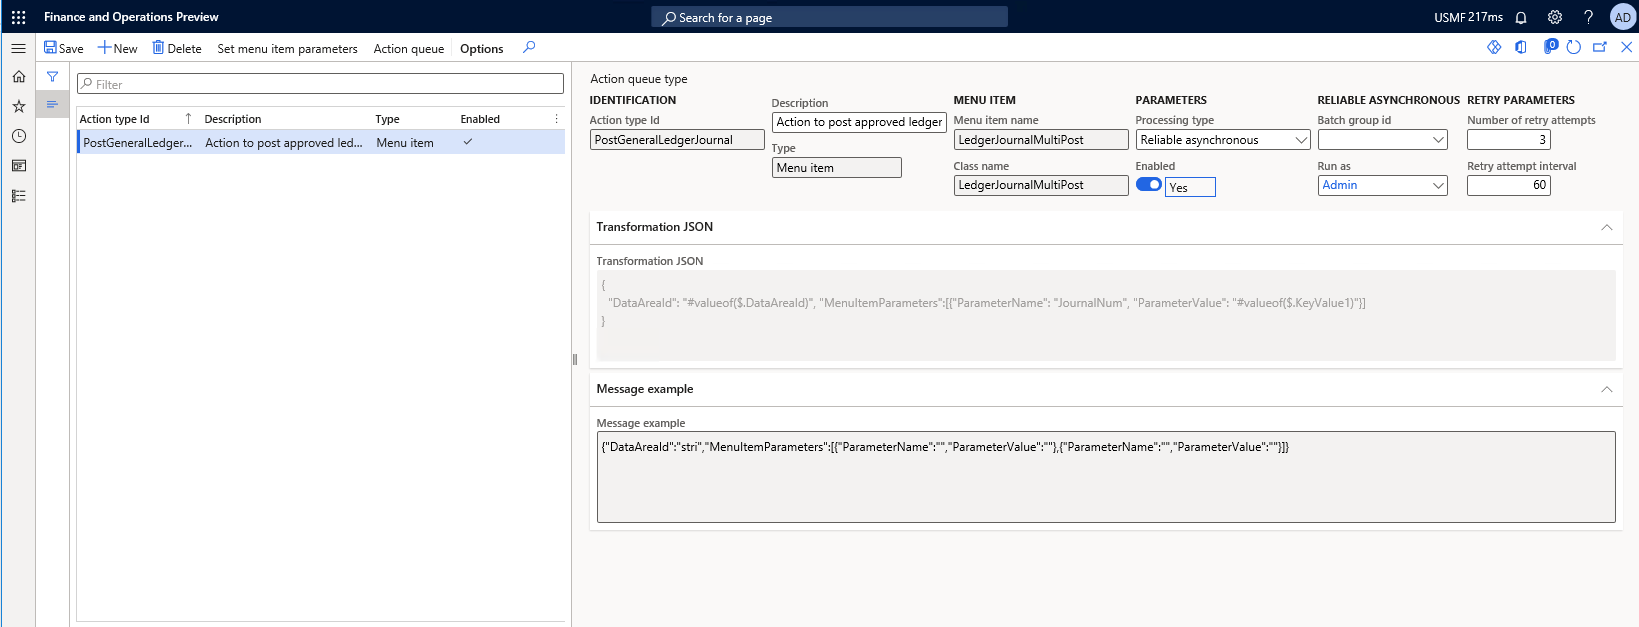 Finance and Operations Preview
Search for a page
USMF 217ms
AD
Save
New
Delete
Set menu item parameters
Action queue
Options
0
Filter
Action type Id
Description
Type
Enabled
PostGeneralLedger...
Action to post approved led...
Menu item
Action queue type
IDENTIFICATION
Action type Id
PostGeneralLedgerJournal
Description
Action to post approved ledger
Type
Menu item
MENU ITEM
Menu item name
LedgerJournalMultiPost
Class name
LedgerJournalMultiPost
PARAMETERS
Processing type
Reliable asynchronous
Enabled
Yes
RELIABLE ASYNCHRONOUS
Batch group id
Run as
Admin
RETRY PARAMETERS
Number of retry attempts
3
Retry attempt interval
60
Transformation JSON
Transformation JSON
{
"DataAreaId": "#valueof($.DataAreaId)", "MenuItemParameters":[{"ParameterName": "JournalNum", "ParameterValue": "#valueof($.KeyValue1)"}]
}
Message example
Message example
{"DataAreaId":"stri","MenuItemParameters":[{"ParameterName":"","ParameterValue":""},{"ParameterName":"","ParameterValue":""}]}